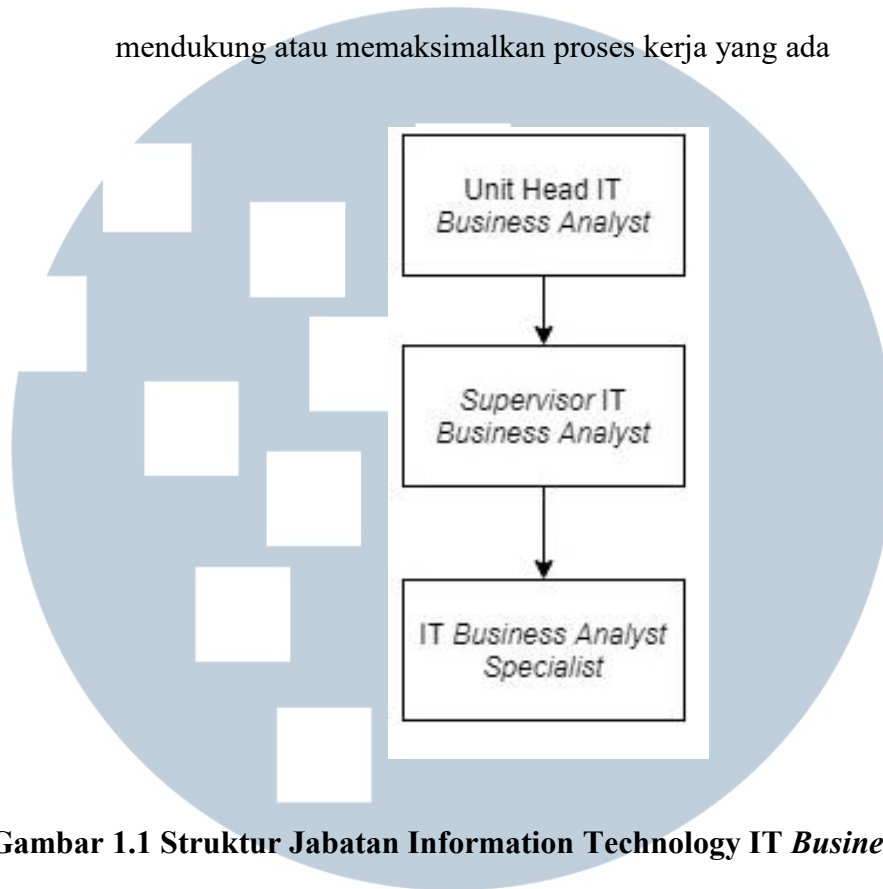 mendukung atau memaksimalkan proses kerja yang ada
Unit Head IT
Business Analyst
Supervisor IT
Business Analyst
IT Business Analyst
Specialist
Gambar 1.1 Struktur Jabatan Information Technology IT Busine